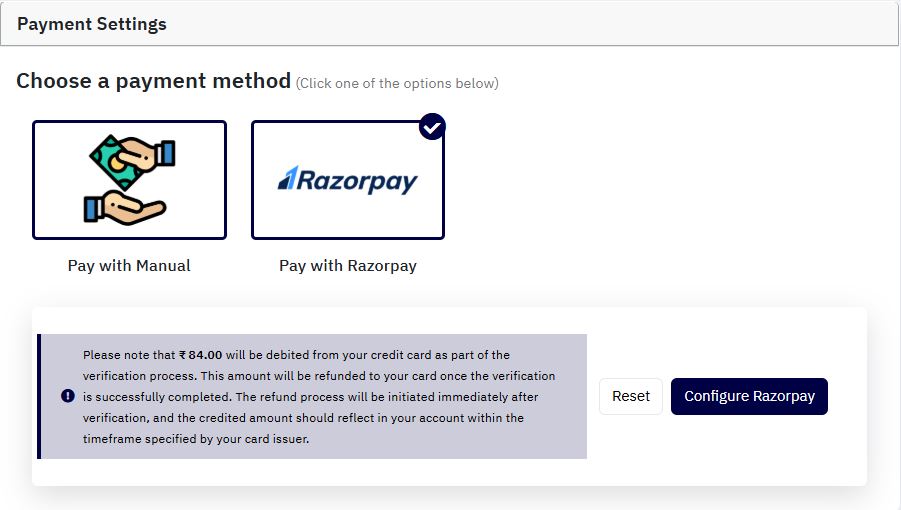 Payment Settings
Choose a payment method (Click one of the options below)
Razorpay
Pay with Manual
Pay with Razorpay
Please note that ₹ 84.00 will be debited from your credit card as part of the
verification process. This amount will be refunded to your card once the verification
is successfully completed. The refund process will be initiated immediately after
verification, and the credited amount should reflect in your account within the
timeframe specified by your card issuer.
Reset
Configure Razorpay